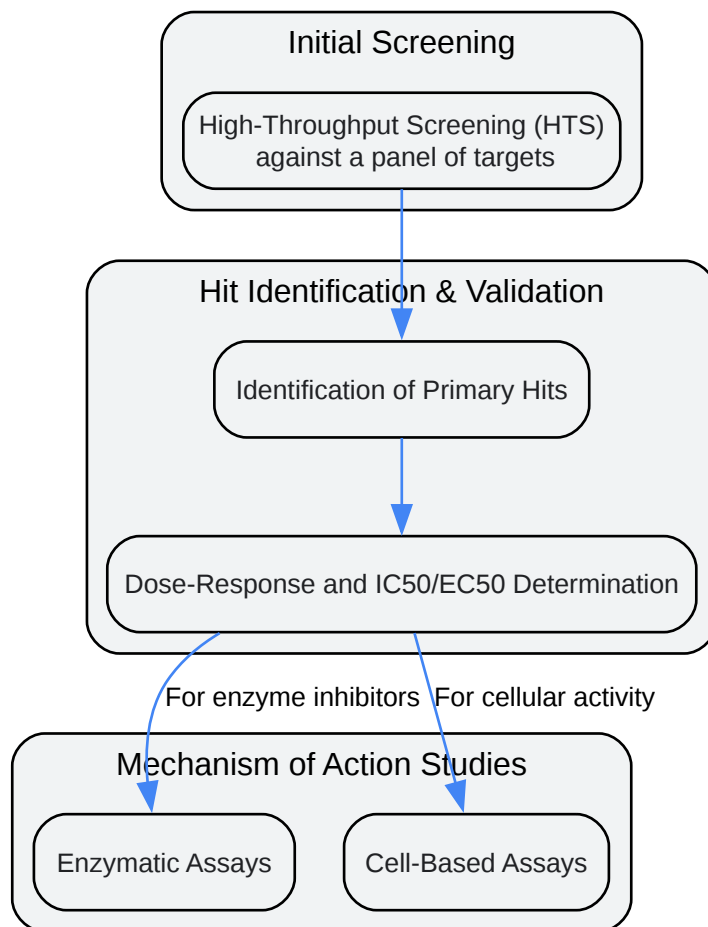 Initial Screening
High-Throughput Screening (HTS)
against a panel of targets
Hit Identification & Validation
Identification of Primary Hits
Dose-Response and IC50/EC50 Determination
For enzyme inhibitors
For cellular activity
Mechanism of Action Studies
Enzymatic Assays
Cell-Based Assays